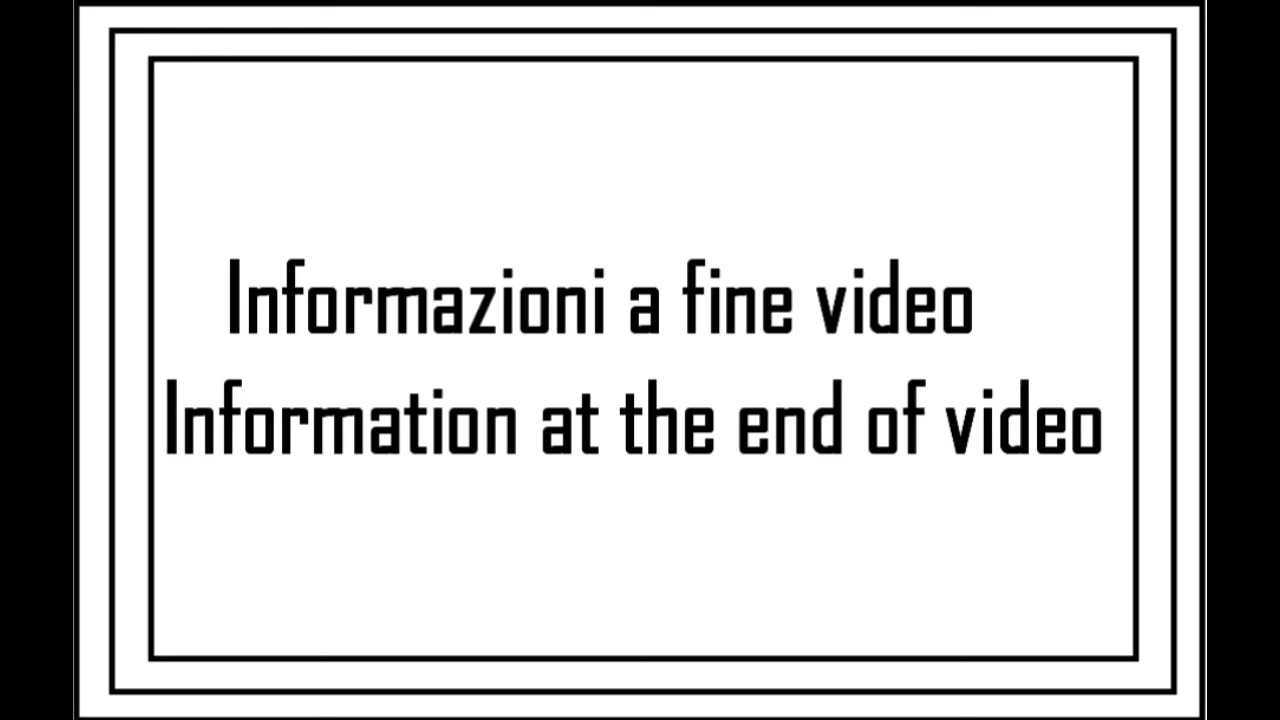 Informazioni a fine video
Information at the end of video